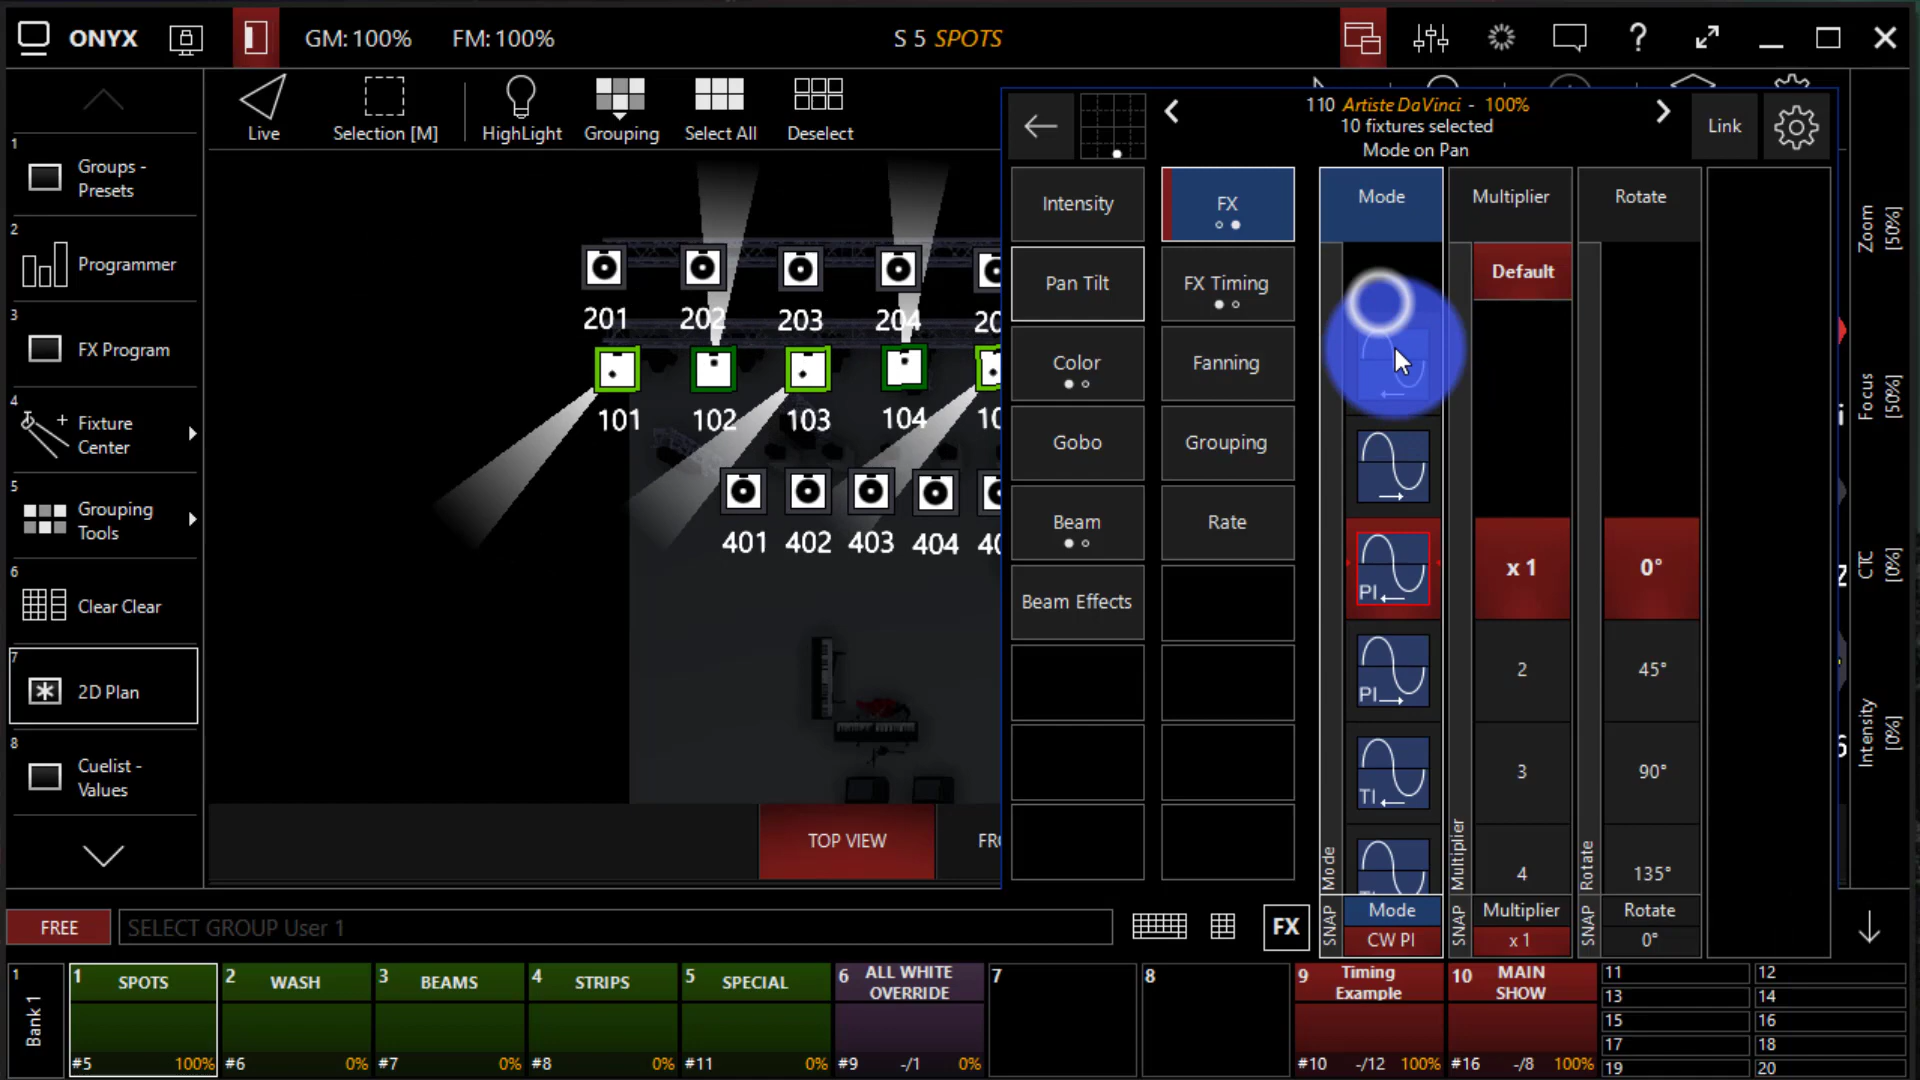 ONYX
GM: 100%
FM: 100%
S 5 SPOTS
Live
Selection [M]
HighLight
Grouping
Select All
Deselect
1
Groups -
Presets
2
Programmer
3
FX Program
4
Fixture
Center
5
Grouping
Tools
6
Clear Clear
7
2D Plan
8
Cuelist -
Values
201
202
203
204
101
102
103
104
401
402
403
404
TOP VIEW
110 Artiste DaVinci - 100%
10 fixtures selected
Mode on Pan
Link
Intensity
Pan Tilt
Color
Gobo
Beam
Beam Effects
FX
FX Timing
Fanning
Grouping
Rate
Mode
Multiplier
Rotate
Default
PI
PI
TI
x 1
2
3
4
0°
45°
90°
135°
Mode
Multiplier
Rotate
SNAP
SNAP
SNAP
Mode
CW PI
Multiplier
x 1
Rotate
0°
Zoom
[50%]
Focus
[50%]
CTC
[0%]
Intensity
[0%]
FREE
SELECT GROUP User 1
FX
1
Bank 1
1 SPOTS
#5 100%
2 WASH
#6 0%
3 BEAMS
#7 0%
4 STRIPS
#8 0%
5 SPECIAL
#11 0%
6 ALL WHITE
OVERRIDE
#9 -/1 0%
7
8
9 Timing
Example
#10 -/12 100%
10 MAIN
SHOW
#16 -/8 100%
11
12
13
14
15
16
17
18
19
20